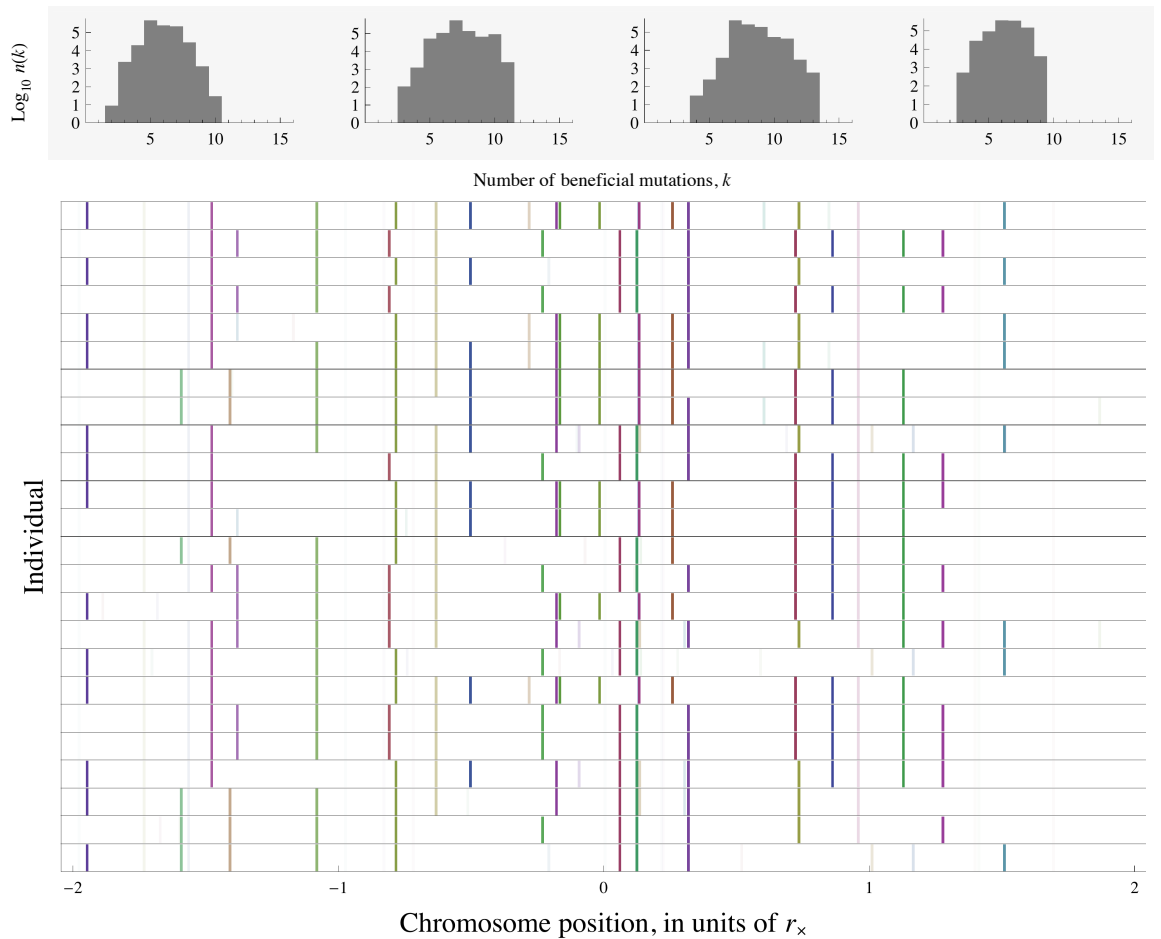 Log10 n(k)
5 5 5 5
4 4 4 4
3 3 3 3
2 2 2 2
1 1 1 1
0 0 0 0
5 10 15 5 10 15 5 10 15 5 10 15
Number of beneficial mutations, k
Individual
−2 −1 0 1 2
Chromosome position, in units of r×